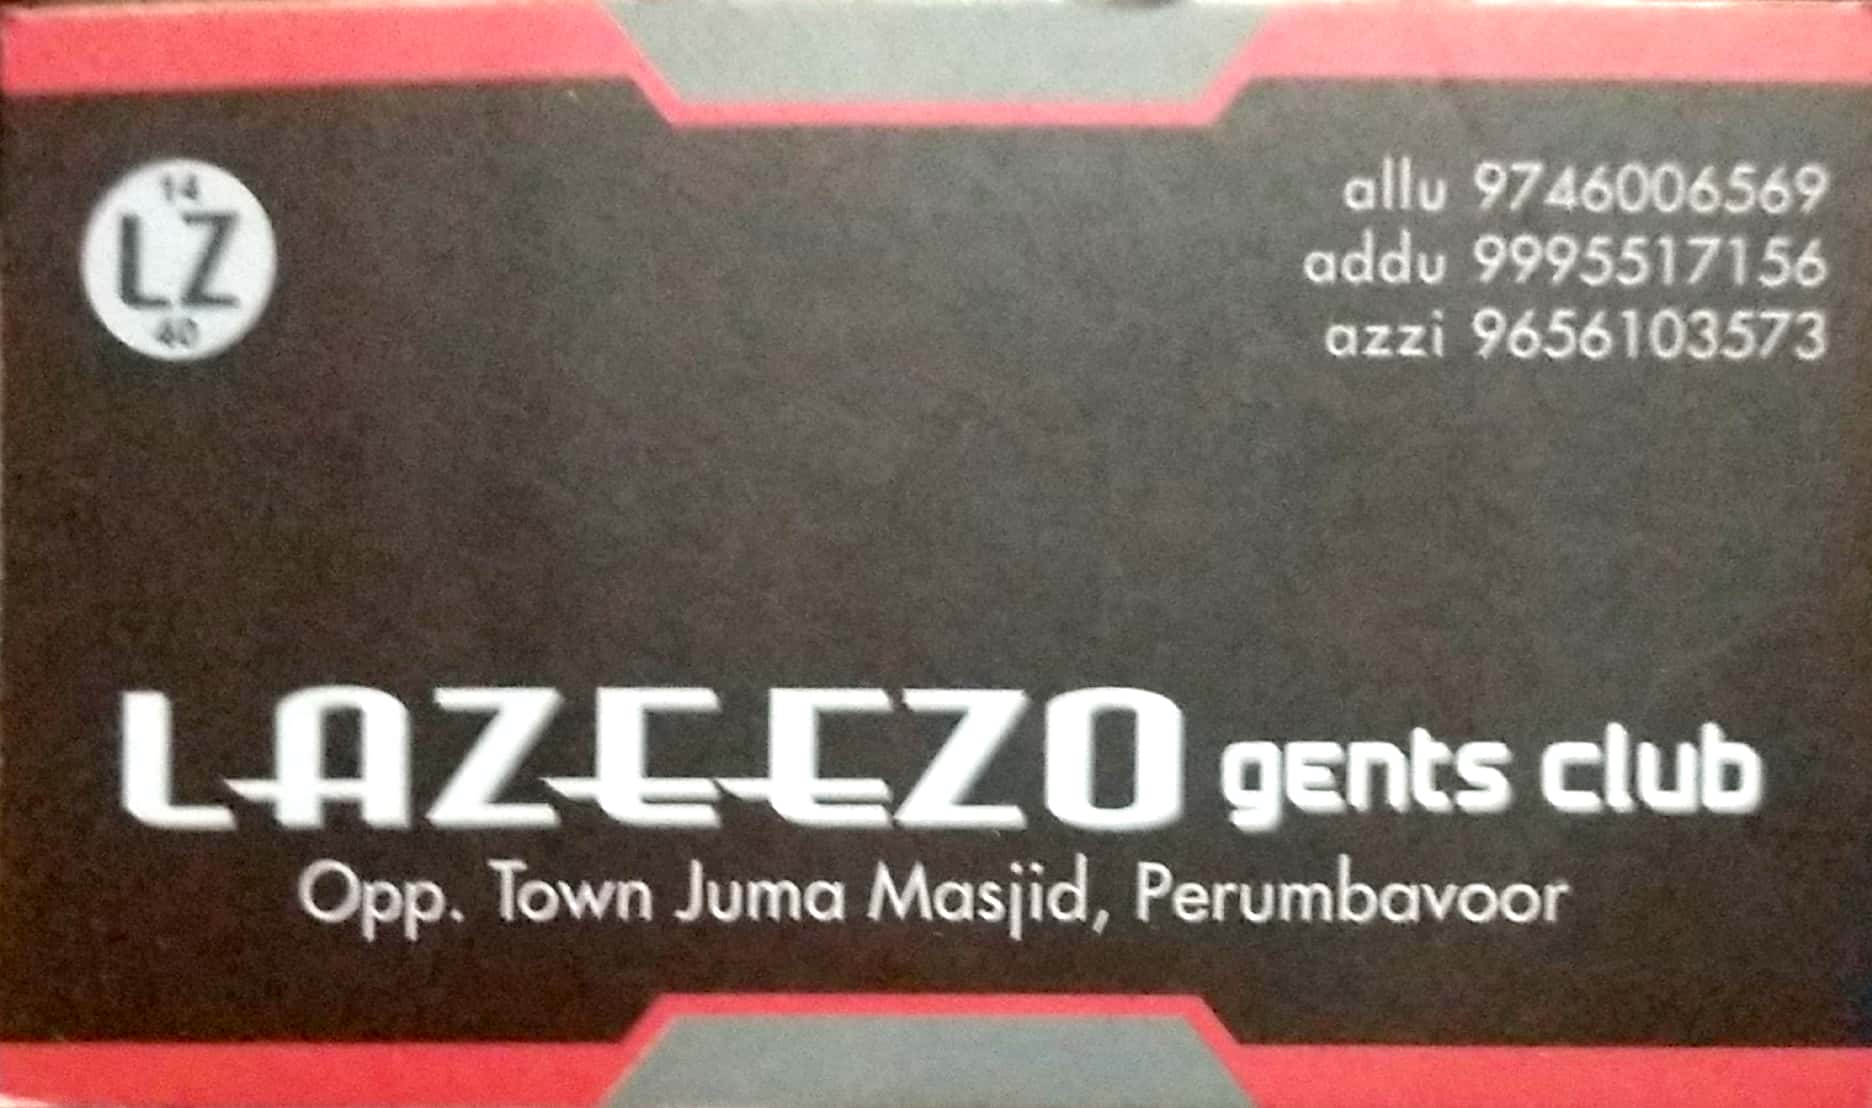 14
LZ
40
allu 9746006569
addu 9995517156
azzi 9656103573
LAZEEZO gents club
Opp. Town Juma Masjid, Perumbavoor